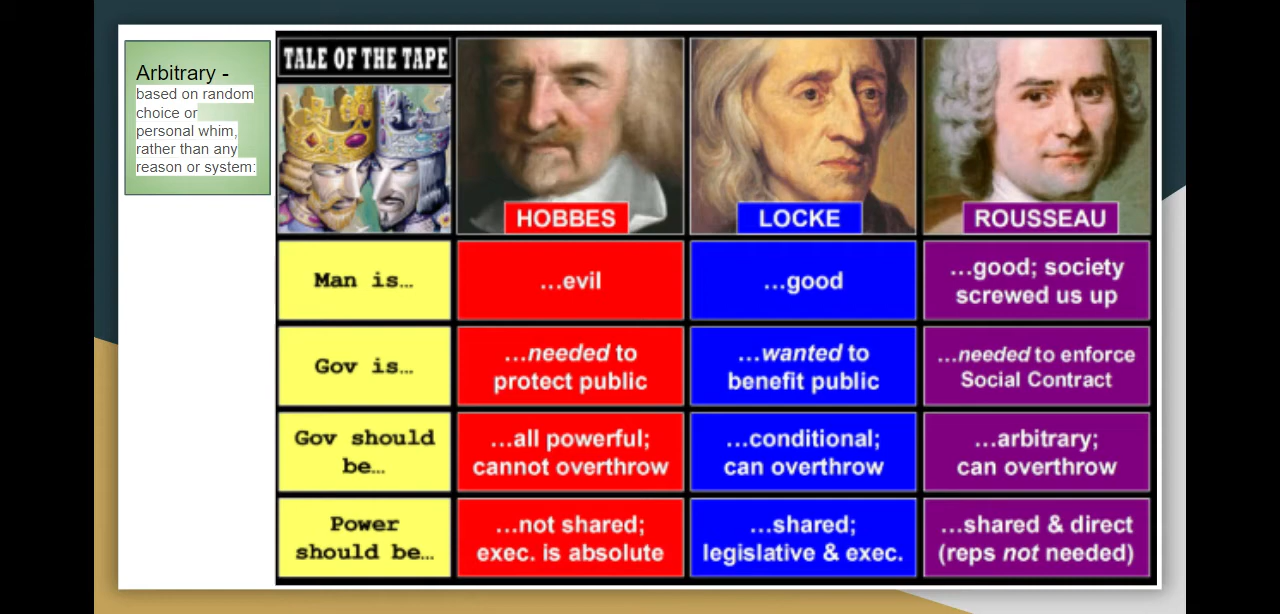 Arbitrary -
based on random
choice or
personal whim,
rather than any
reason or system:
TALE OF THE TAPE
HOBBES
LOCKE
ROUSSEAU
Man is…
…evil
…good
…good; society
screwed us up
Gov is…
…needed to
protect public
…wanted to
benefit public
…needed to enforce
Social Contract
Gov should
be…
…all powerful;
cannot overthrow
…conditional;
can overthrow
…arbitrary;
can overthrow
Power
should be…
…not shared;
exec. is absolute
…shared;
legislative & exec.
…shared & direct
(reps not needed)